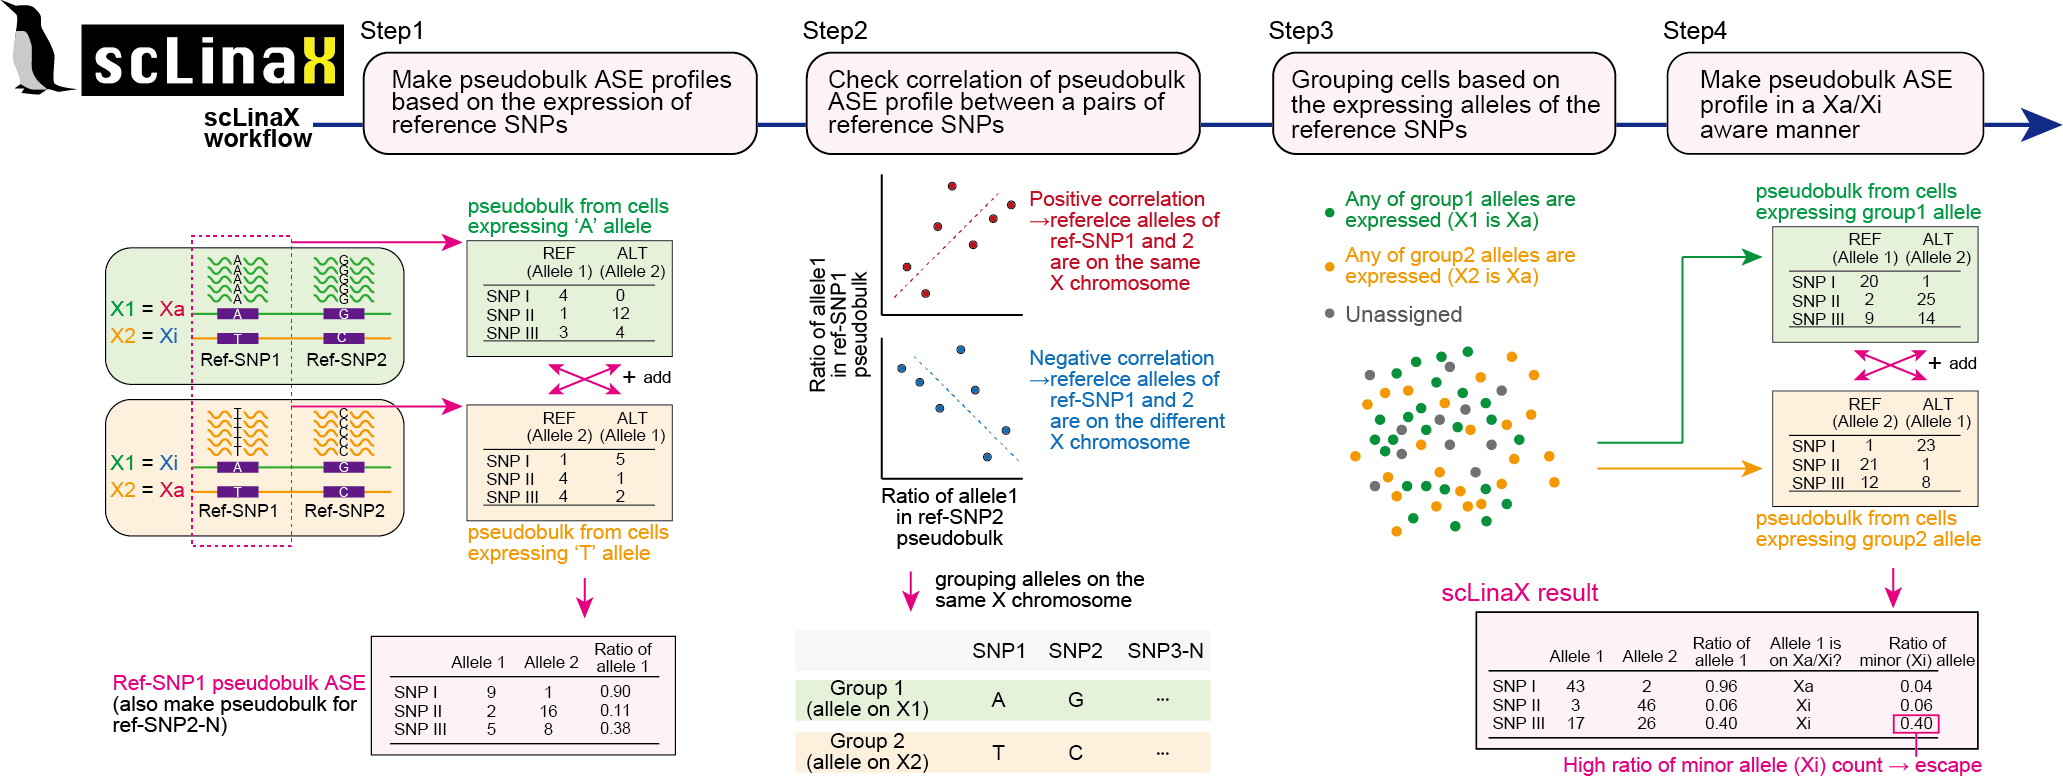 scLinaX
scLinaX
workflow
Step1
Make pseudobulk ASE profiles
based on the expression of
reference SNPs
Step2
Check correlation of pseudobulk
ASE profile between a pairs of
reference SNPs
Step3
Grouping cells based on
the expressing alleles of the
reference SNPs
Step4
Make pseudobulk ASE
profile in a Xa/Xi
aware manner
pseudobulk from cells
expressing ‘A’ allele
A
A
A
A
A
G
G
G
G
G
X1 = Xa
A
G
X2 = Xi
T
C
Ref-SNP1
Ref-SNP2
REF ALT
(Allele 1) (Allele 2)
SNP I 4 0
SNP II 1 12
SNP III 3 4
+ add
T
T
T
T
T
C
C
C
C
C
X1 = Xi
A
G
X2 = Xa
T
C
Ref-SNP1
Ref-SNP2
REF ALT
(Allele 2) (Allele 1)
SNP I 1 5
SNP II 4 1
SNP III 4 2
pseudobulk from cells
expressing ‘T’ allele
Ref-SNP1 pseudobulk ASE
(also make pseudobulk for
ref-SNP2-N)
Allele 1 Allele 2 Ratio of
allele 1
SNP I 9 1 0.90
SNP II 2 16 0.11
SNP III 5 8 0.38
Ratio of allele1
in ref-SNP1
pseudobulk
Positive correlation
→referelce alleles of
ref-SNP1 and 2
are on the same
X chromosome
Negative correlation
→referelce alleles of
ref-SNP1 and 2
are on the different
X chromosome
Ratio of allele1
in ref-SNP2
pseudobulk
grouping alleles on the
same X chromosome
SNP1 SNP2 SNP3-N
Group 1
(allele on X1) A G ...
Group 2
(allele on X2) T C ...
Any of group1 alleles are
expressed (X1 is Xa)
Any of group2 alleles are
expressed (X2 is Xa)
Unassigned
pseudobulk from cells
expressing group1 allele
REF ALT
(Allele 1) (Allele 2)
SNP I 20 1
SNP II 2 25
SNP III 9 14
+ add
REF ALT
(Allele 2) (Allele 1)
SNP I 1 23
SNP II 21 1
SNP III 12 8
pseudobulk from cells
expressing group2 allele
scLinaX result
Allele 1 Allele 2 Ratio of Allele 1 is Ratio of
allele 1 on Xa/Xi? minor (Xi) allele
SNP I 43 2 0.96 Xa 0.04
SNP II 3 46 0.06 Xi 0.06
SNP III 17 26 0.40 Xi 0.40
High ratio of minor allele (Xi) count → escape